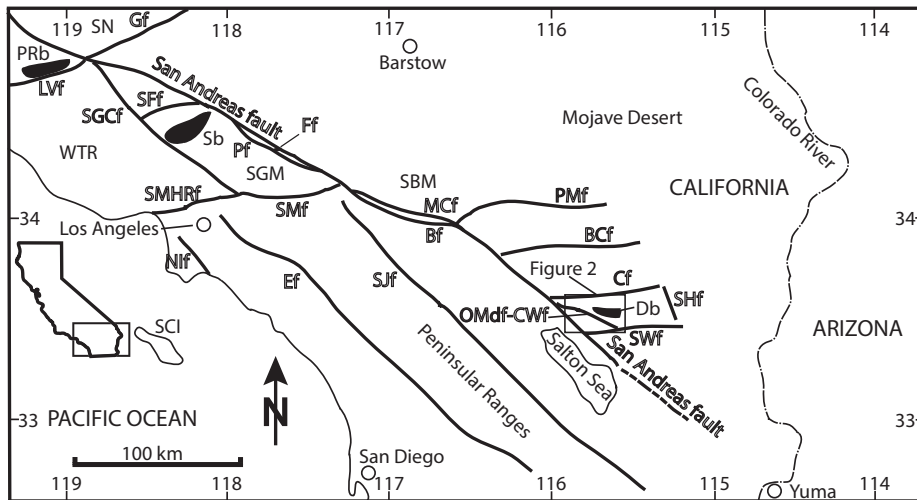 119
118
117
116
115
114
SN
Gf
PRb
LVf
Barstow
San Andreas fault
SFf
SGCf
Ff
Sb
Pf
Mojave Desert
Colorado River
WTR
SGM
SBM
CALIFORNIA
SMHRf
SMf
MCf
PMf
34
34
Los Angeles
Bf
BCf
NIf
Ef
SJf
Figure 2
Cf
SHf
OMdf-CWf
Db
SCI
SWf
ARIZONA
Peninsular Ranges
Salton Sea
San Andreas fault
N
PACIFIC OCEAN
33
33
100 km
San Diego
Yuma
119
118
117
116
115
114